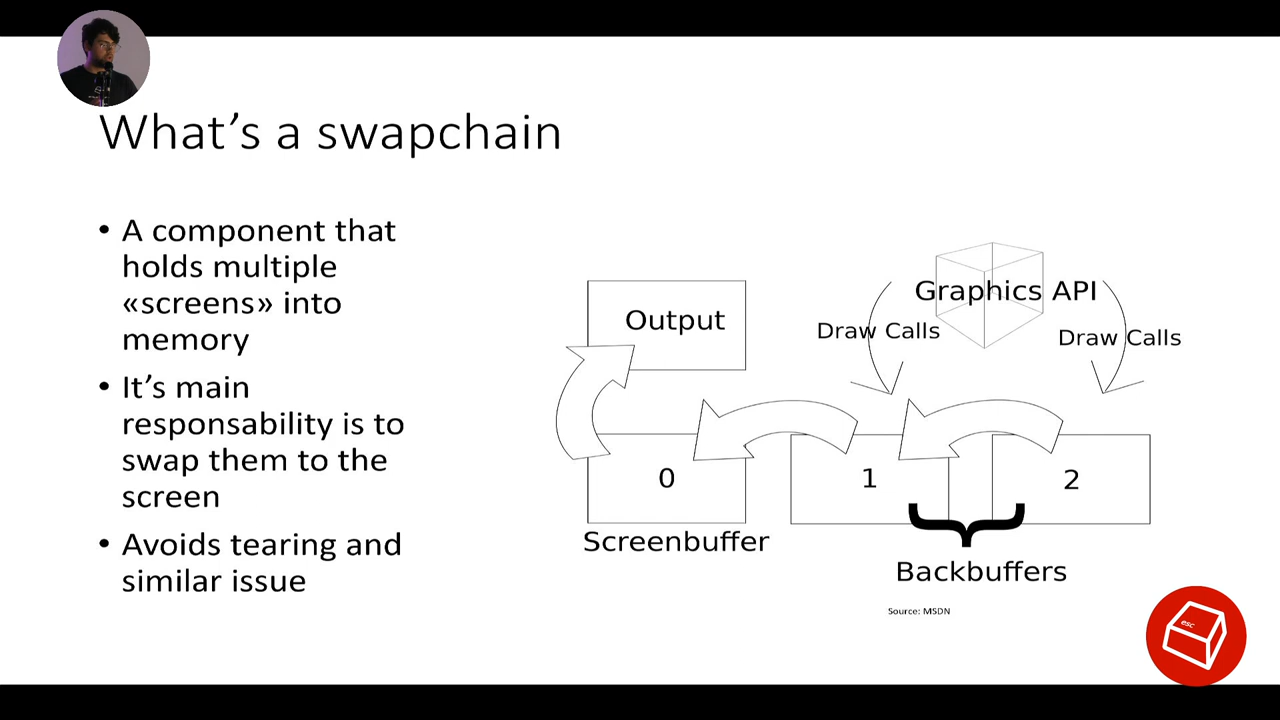 What's a swapchain
• A component that
holds multiple
«screens» into
memory
• It's main
responsability is to
swap them to the
screen
• Avoids tearing and
similar issue
Graphics API
Output
Draw Calls
Draw Calls
0
1
2
Screenbuffer
Backbuffers
Source: MSDN
esc